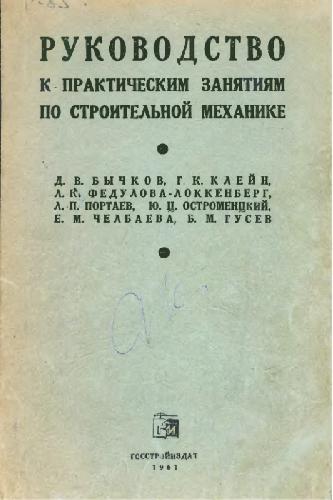 РУКОВОДСТВО
К ПРАКТИЧЕСКИМ ЗАНЯТИЯМ
ПО СТРОИТЕЛЬНОЙ МЕХАНИКЕ
Д. В. БЫЧКОВ, Г. К. КЛЕЙН,
Л. К. ФЕДУЛОВА-ЛОККЕНБЕРГ,
Л. П. ПОРТАЕВ, Ю. Ц. ОСТРОМЕНЦКИЙ,
Е. М. ЧЕЛБАЕВА, Б. М. ГУСЕВ
ГОССТРОЙИЗДАТ
1961